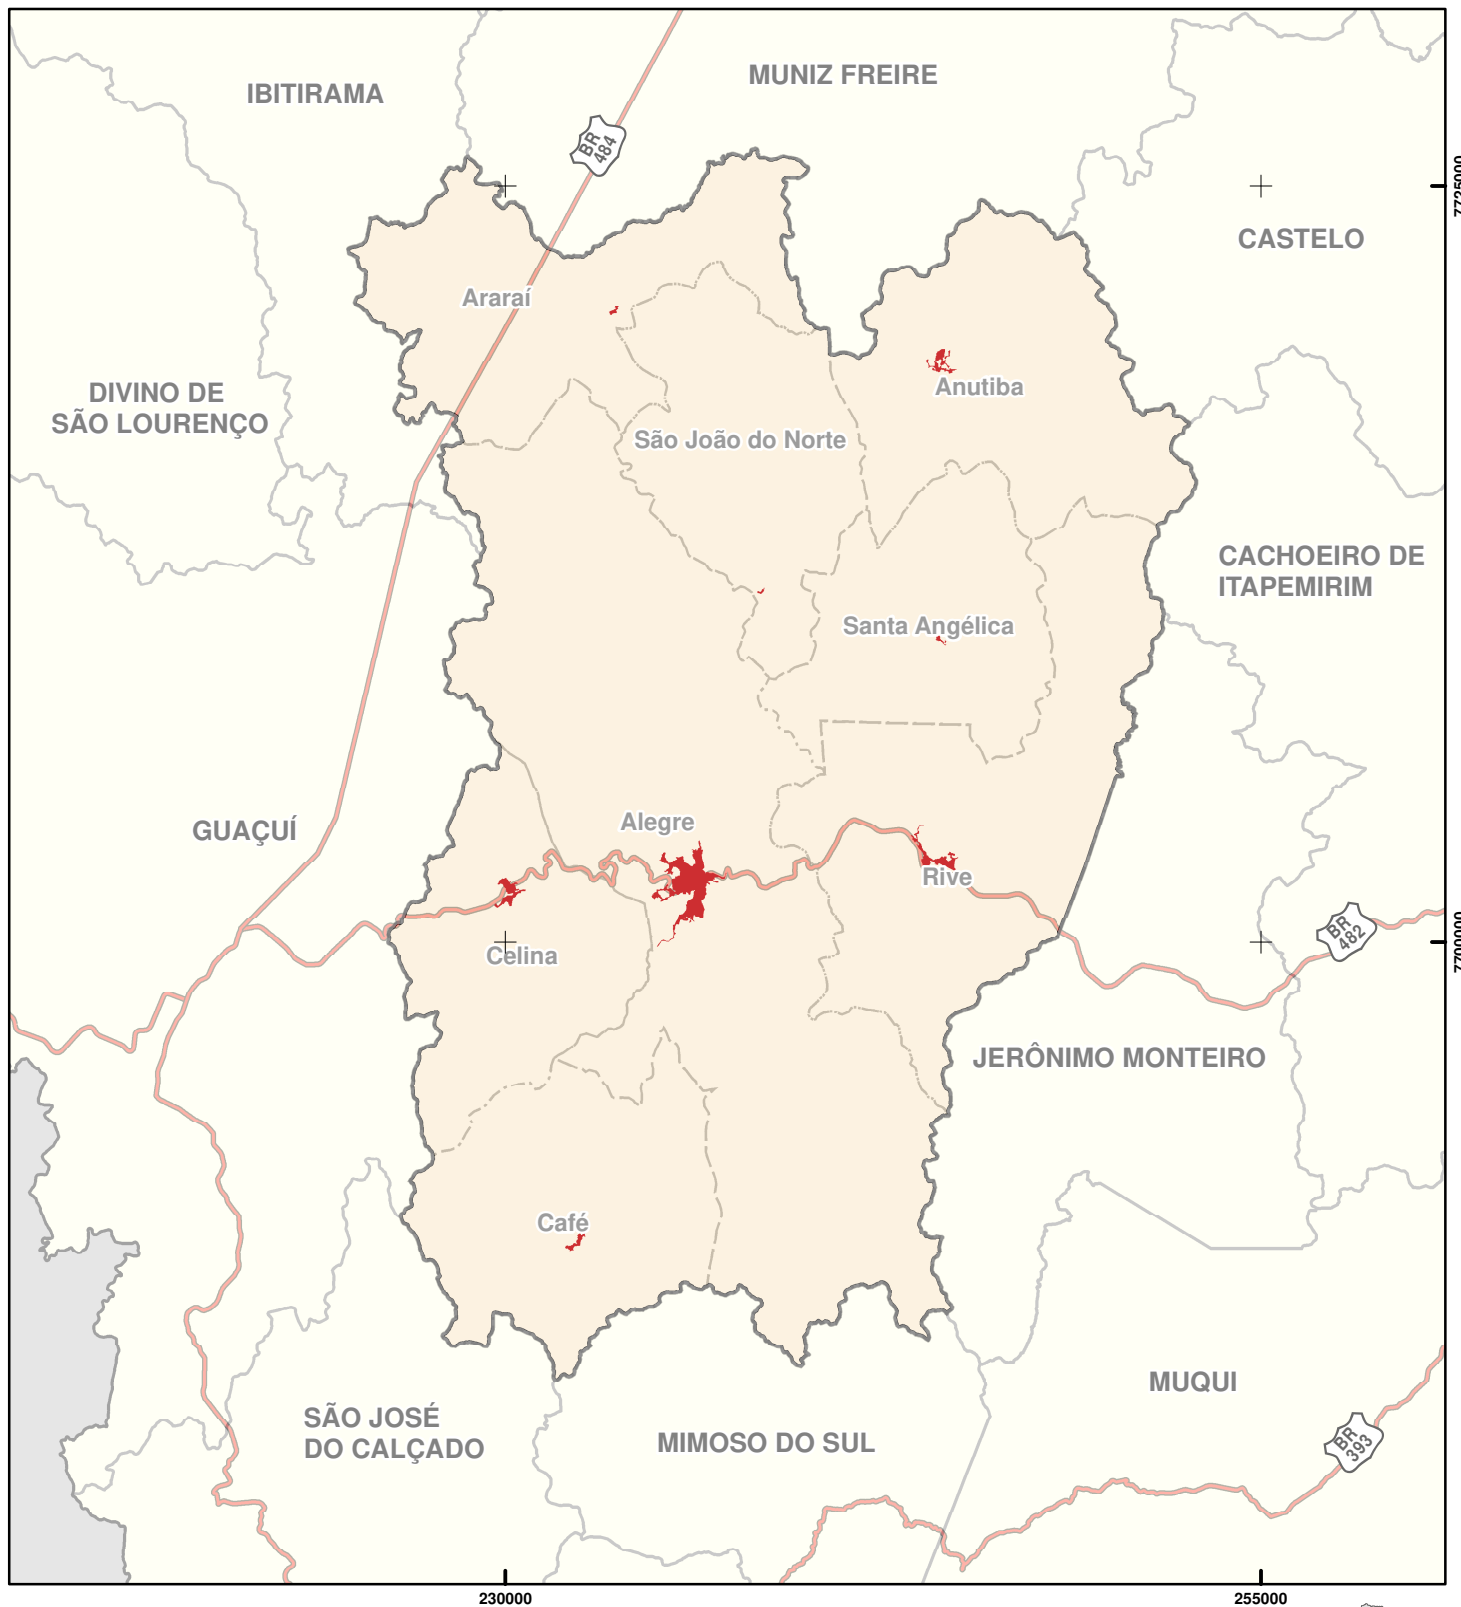 MUNIZ FREIRE
IBITIRAMA
BR
484
7725000
CASTELO
Araraí
DIVINO DE
SÃO LOURENÇO
Anutiba
São João do Norte
CACHOEIRO DE
ITAPEMIRIM
Santa Angélica
GUAÇUÍ
Alegre
Rive
BR
482
7700000
Celina
JERÔNIMO MONTEIRO
Café
MUQUI
SÃO JOSÉ
DO CALÇADO
MIMOSO DO SUL
BR
393
230000
255000